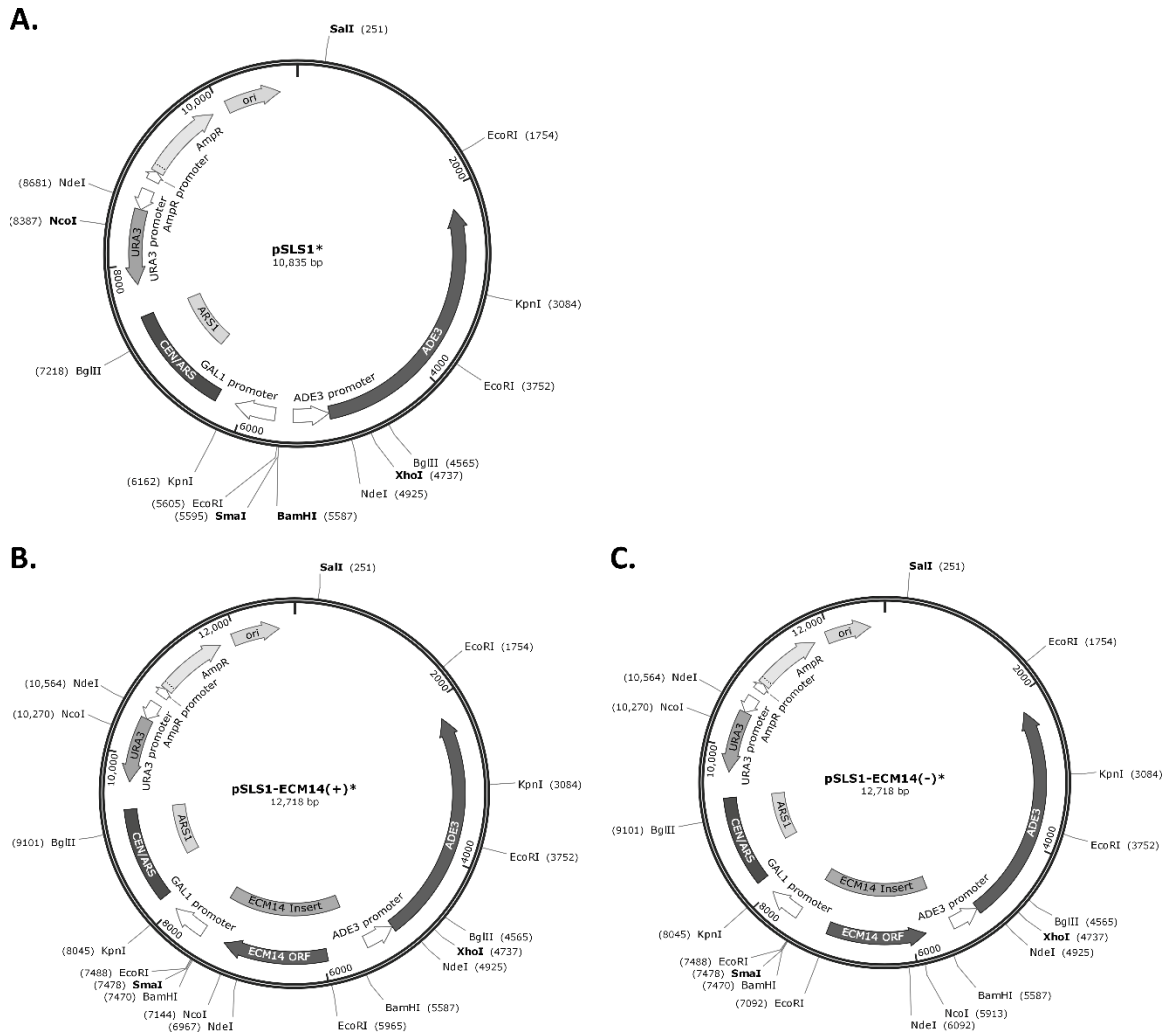 A.
SalI (251)
EcoRI (1754)
2000
KpnI (3084)
ADE3
4000
EcoRI (3752)
BglII (4565)
XhoI (4737)
NdeI (4925)
ADE3 promoter
BamHI (5587)
(5595) SmaI
(5605) EcoRI
(6162) KpnI
6000
GAL1 promoter
CEN/ARS
ARS1
(7218) BglII
8000
URA3
URA3 promoter
(8387) NcoI
(8681) NdeI
AmpR promoter
AmpR
10,000
ori
pSLS1*
10,835 bp
B.
SalI (251)
EcoRI (1754)
2000
KpnI (3084)
ADE3
EcoRI (3752)
4000
BglII (4565)
XhoI (4737)
NdeI (4925)
ADE3 promoter
BamHI (5587)
EcoRI (5965)
6000
ECM14 Insert
ECM14 ORF
(6967) NdeI
(7144) NcoI
(7470) BamHI
(7478) SmaI
(7488) EcoRI
(8045) KpnI
8000
GAL1 promoter
CEN/ARS
ARS1
(9101) BglII
10,000
URA3
URA3 promoter
(10,270) NcoI
(10,564) NdeI
AmpR promoter
AmpR
12,000
ori
pSLS1-ECM14(+)*
12,718 bp
C.
SalI (251)
EcoRI (1754)
2000
KpnI (3084)
ADE3
EcoRI (3752)
4000
BglII (4565)
XhoI (4737)
NdeI (4925)
ADE3 promoter
BamHI (5587)
NcoI (5913)
NdeI (6092)
6000
ECM14 Insert
ECM14 ORF
(7092) EcoRI
(7470) BamHI
(7478) SmaI
(7488) EcoRI
(8045) KpnI
8000
GAL1 promoter
CEN/ARS
ARS1
(9101) BglII
10,000
URA3
URA3 promoter
(10,270) NcoI
(10,564) NdeI
AmpR promoter
AmpR
12,000
ori
pSLS1-ECM14(-)*
12,718 bp